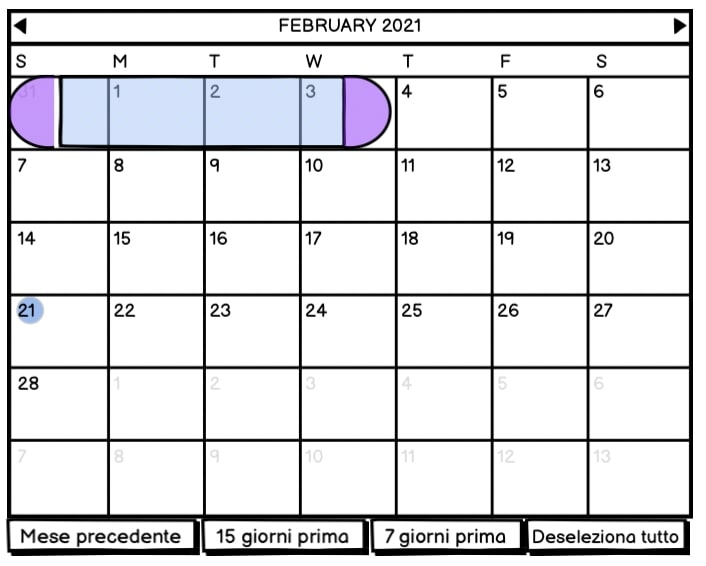 FEBRUARY 2021
S M T W T F S
31 1 2 3 4 5 6
7 8 9 10 11 12 13
14 15 16 17 18 19 20
21 22 23 24 25 26 27
28 1 2 3 4 5 6
7 8 9 10 11 12 13
Mese precedente 15 giorni prima 7 giorni prima Deseleziona tutto